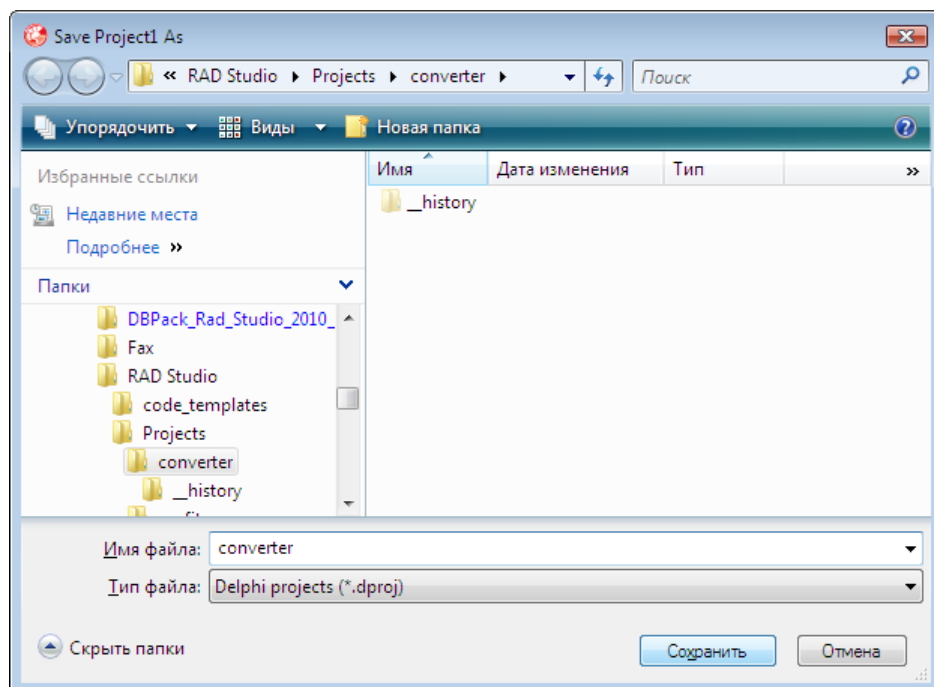 Save Project1 As
« RAD Studio Projects converter Поиск
Упорядочить Виды Новая папка
Избранные ссылки
Недавние места
Подробнее »
Папки
DBPack_Rad_Studio_2010_
Fax
RAD Studio
code_templates
Projects
converter
__history
Имя Дата изменения Тип »
__history
Имя файла: converter
Тип файла: Delphi projects (*.dproj)
Скрыть папки Сохранить Отмена